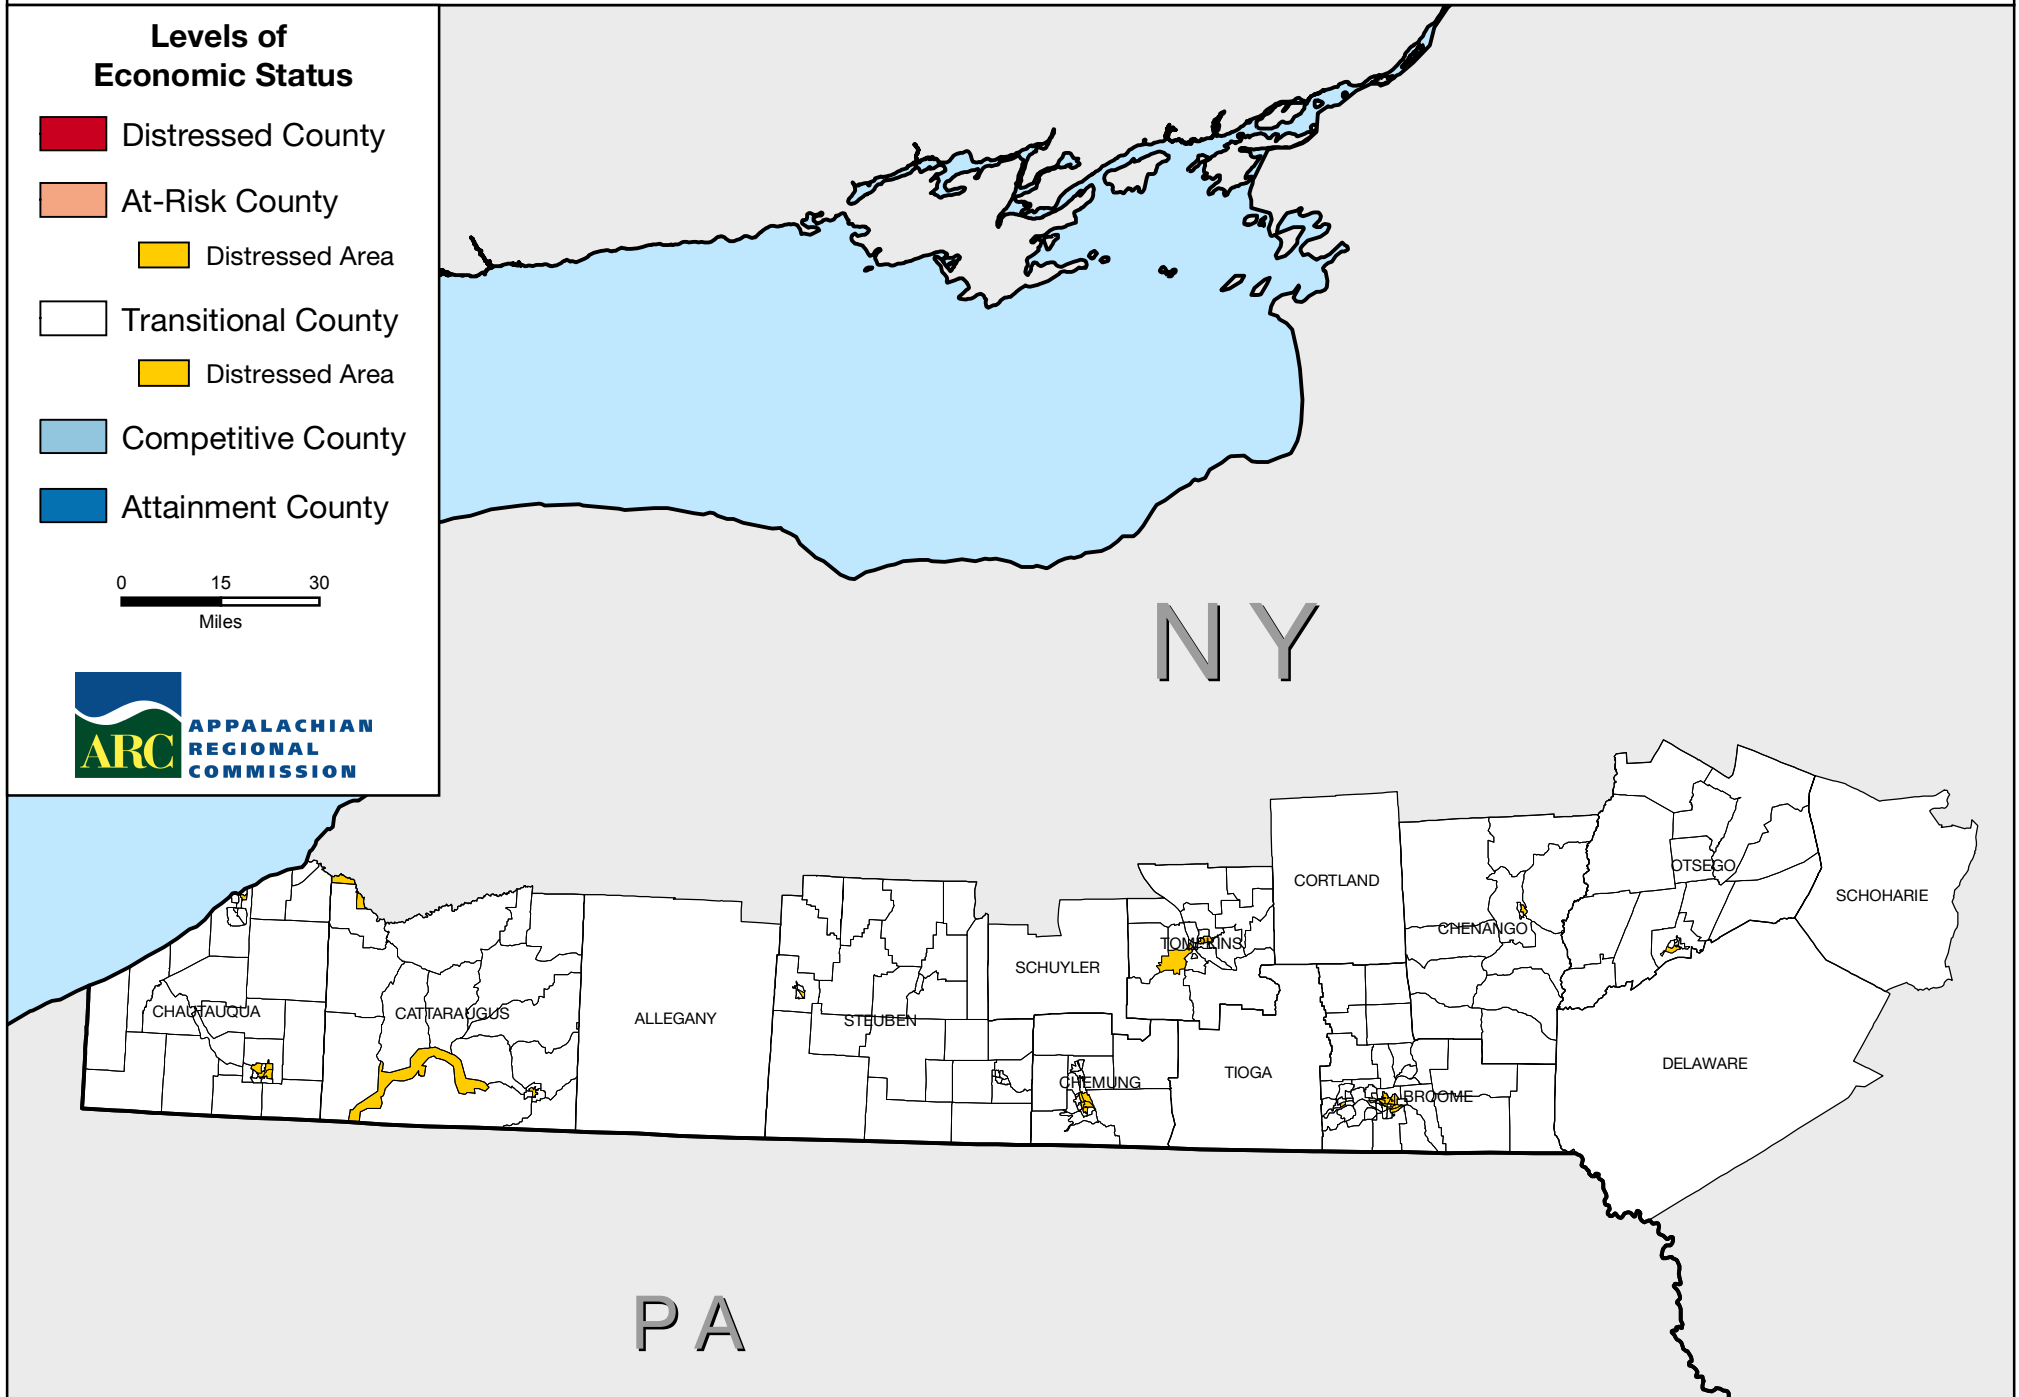 Levels of
Economic Status
Distressed County
At-Risk County
Distressed Area
Transitional County
Distressed Area
Competitive County
Attainment County
0 15 30
Miles
ARC
APPALACHIAN
REGIONAL
COMMISSION
NY
OTSEGO
CORTLAND
SCHOHARIE
CHENANGO
TOMPKINS
SCHUYLER
CHAUTAUQUA
CATTARAUGUS
ALLEGANY
STEUBEN
DELAWARE
TIOGA
CHEMUNG
BROOME
PA